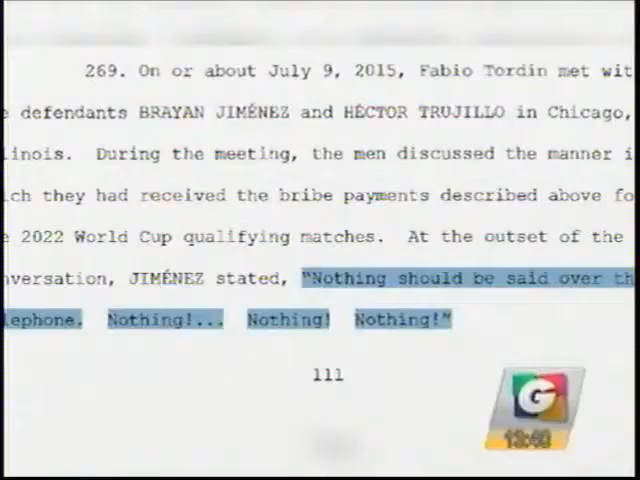 269. On or about July 9, 2015, Fabio Tordin met wit
e defendants BRAYAN JIMÉNEZ and HÉCTOR TRUJILLO in Chicago,
linois. During the meeting, the men discussed the manner i
ich they had received the bribe payments described above fo
e 2022 World Cup qualifying matches. At the outset of the
nversation, JIMÉNEZ stated, "Nothing should be said over th
lephone. Nothing!... Nothing! Nothing!"
111
G